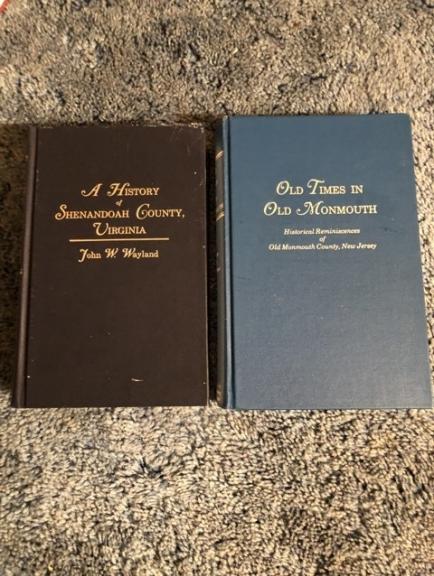 A History
of
Shenandoah County,
Virginia
John W. Wayland
Old Times in
Old Monmouth
Historical Reminiscences
of
Old Monmouth County, New Jersey